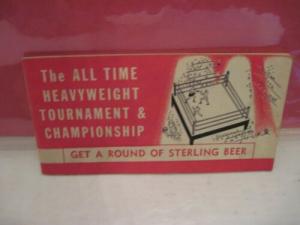 The ALL TIME
HEAVYWEIGHT
TOURNAMENT &
CHAMPIONSHIP
GET A ROUND OF STERLING BEER